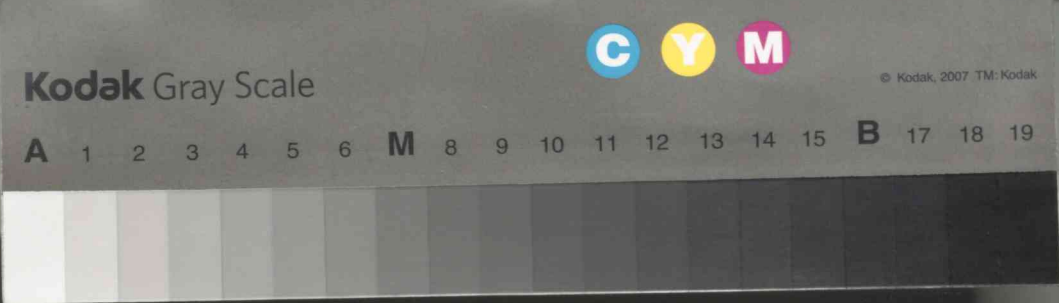 C Y M
Kodak Gray Scale
© Kodak, 2007 TM: Kodak
A 1 2 3 4 5 6 M 8 9 10 11 12 13 14 15 B 17 18 19